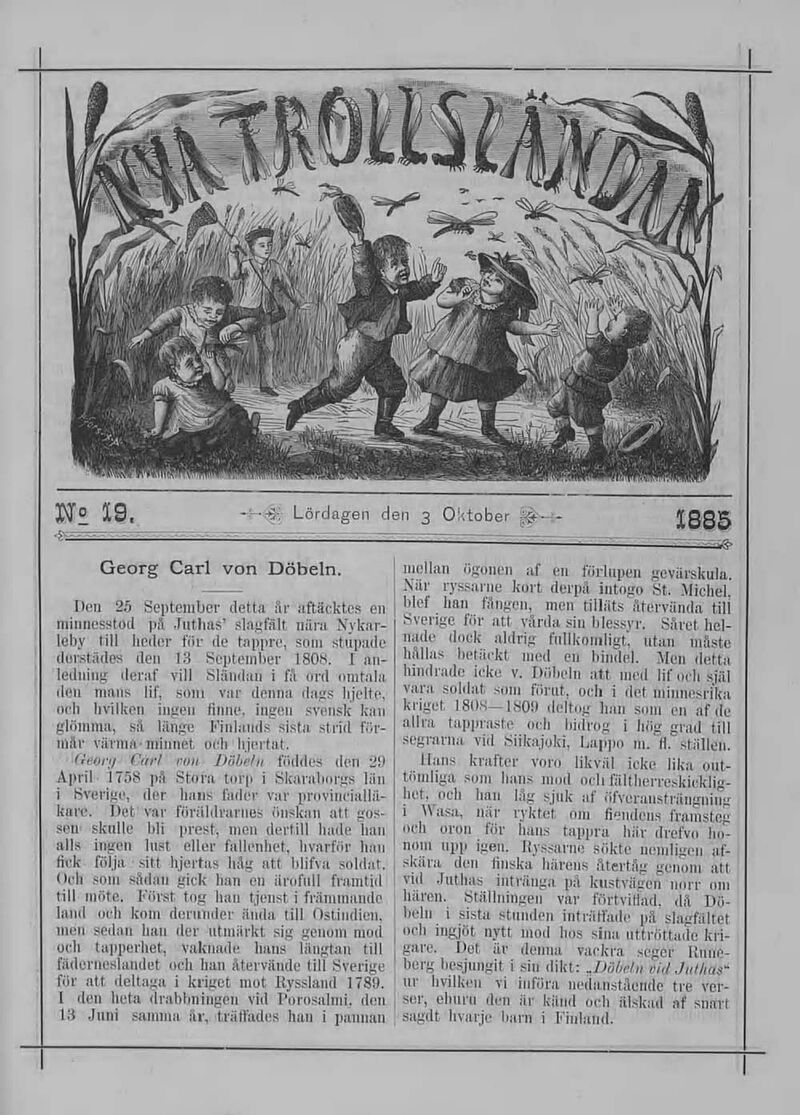 NYA TROLLSLÄNDAN
No 19.
Lördagen den 3 Oktober
1885
Georg Carl von Döbeln.
Den 25 September detta år aftäcktes en
minnesstod på Juthas' slagfält nära Nykar-
leby till heder för de tappre, som stupade
derstädes den 13 September 1808. I an-
ledning deraf vill Sländan i få ord omtala
den mans lif, som var denna dags hjelte,
och hvilken ingen finne, ingen svensk kan
glömma, så länge Finlands sista strid för-
mår värma minnet och hjertat.
Georg Carl von Döbeln föddes den 29
April 1758 på Stora torp i Skaraborgs län
i Sverige, der hans fader var provinciallä-
kare. Det var föräldrarnes önskan att gos-
sen skulle bli prest, men dertill hade han
alls ingen lust eller fallenhet, hvarför han
fick följa sitt hjertas håg att blifva soldat.
Och som sådan gick han en ärofull framtid
till möte. Först tog han tjenst i främmande
land och kom derunder ända till Ostindien,
men sedan han der utmärkt sig genom mod
och tapperhet, vaknade hans längtan till
fäderneslandet och han återvände till Sverige
för att deltaga i kriget mot Ryssland 1789.
I den heta drabbningen vid Porosalmi, den
13 Juni samma år, träffades han i pannan
mellan ögonen af en förlupen gevärskula.
När ryssarne kort derpå intogo St. Michel,
blef han fången, men tilläts återvända till
Sverige för att vårda sin blessyr. Såret hel-
nade dock aldrig fullkomligt, utan måste
hållas betäckt med en bindel. Men detta
hindrade icke v. Döbeln att med lif och själ
vara soldat som förut, och i det minnesrika
kriget 1808—1809 deltog han som en af de
allra tappraste och bidrog i hög grad till
segrarna vid Siikajoki, Lappo m. fl. ställen.
Hans krafter voro likväl icke lika out-
tömliga som hans mod och fältherreskicklig-
het, och han låg sjuk af öfveransträngning
i Wasa, när ryktet om fiendens framsteg
och oron för hans tappra här drefvo ho-
nom upp igen. Ryssarne sökte nemligen af-
skära den finska härens återtåg genom att
vid Juthas intränga på kustvägen norr om
hären. Ställningen var förtviflad, då Dö-
beln i sista stunden inträffade på slagfältet
och ingjöt nytt mod hos sina uttröttade kri-
gare. Det är denna vackra seger Rune-
berg besjungit i sin dikt: „Döbeln vid Juthas“
ur hvilken vi införa nedanstående tre ver-
ser, ehuru den är känd och älskad af snart
sagdt hvarje barn i Finland.